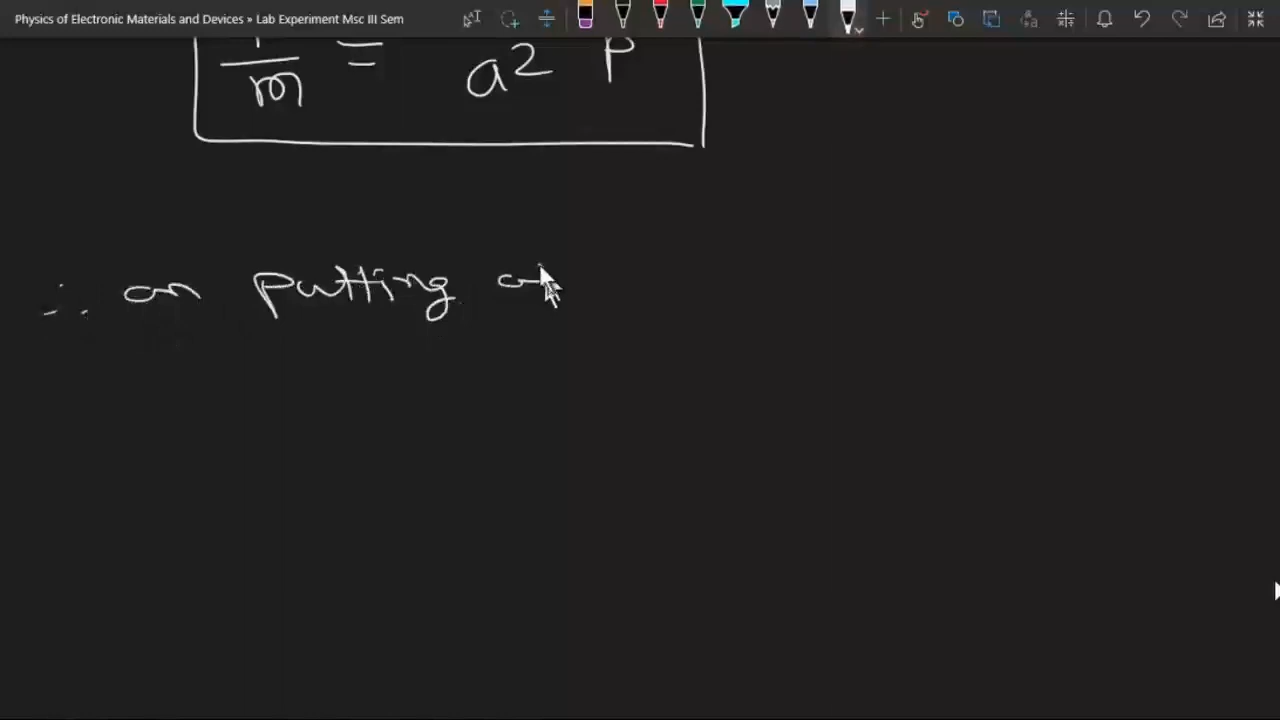 Physics of Electronic Materials and Devices » Lab Experiment Msc III Sem
m = a2 P
∴ on putting